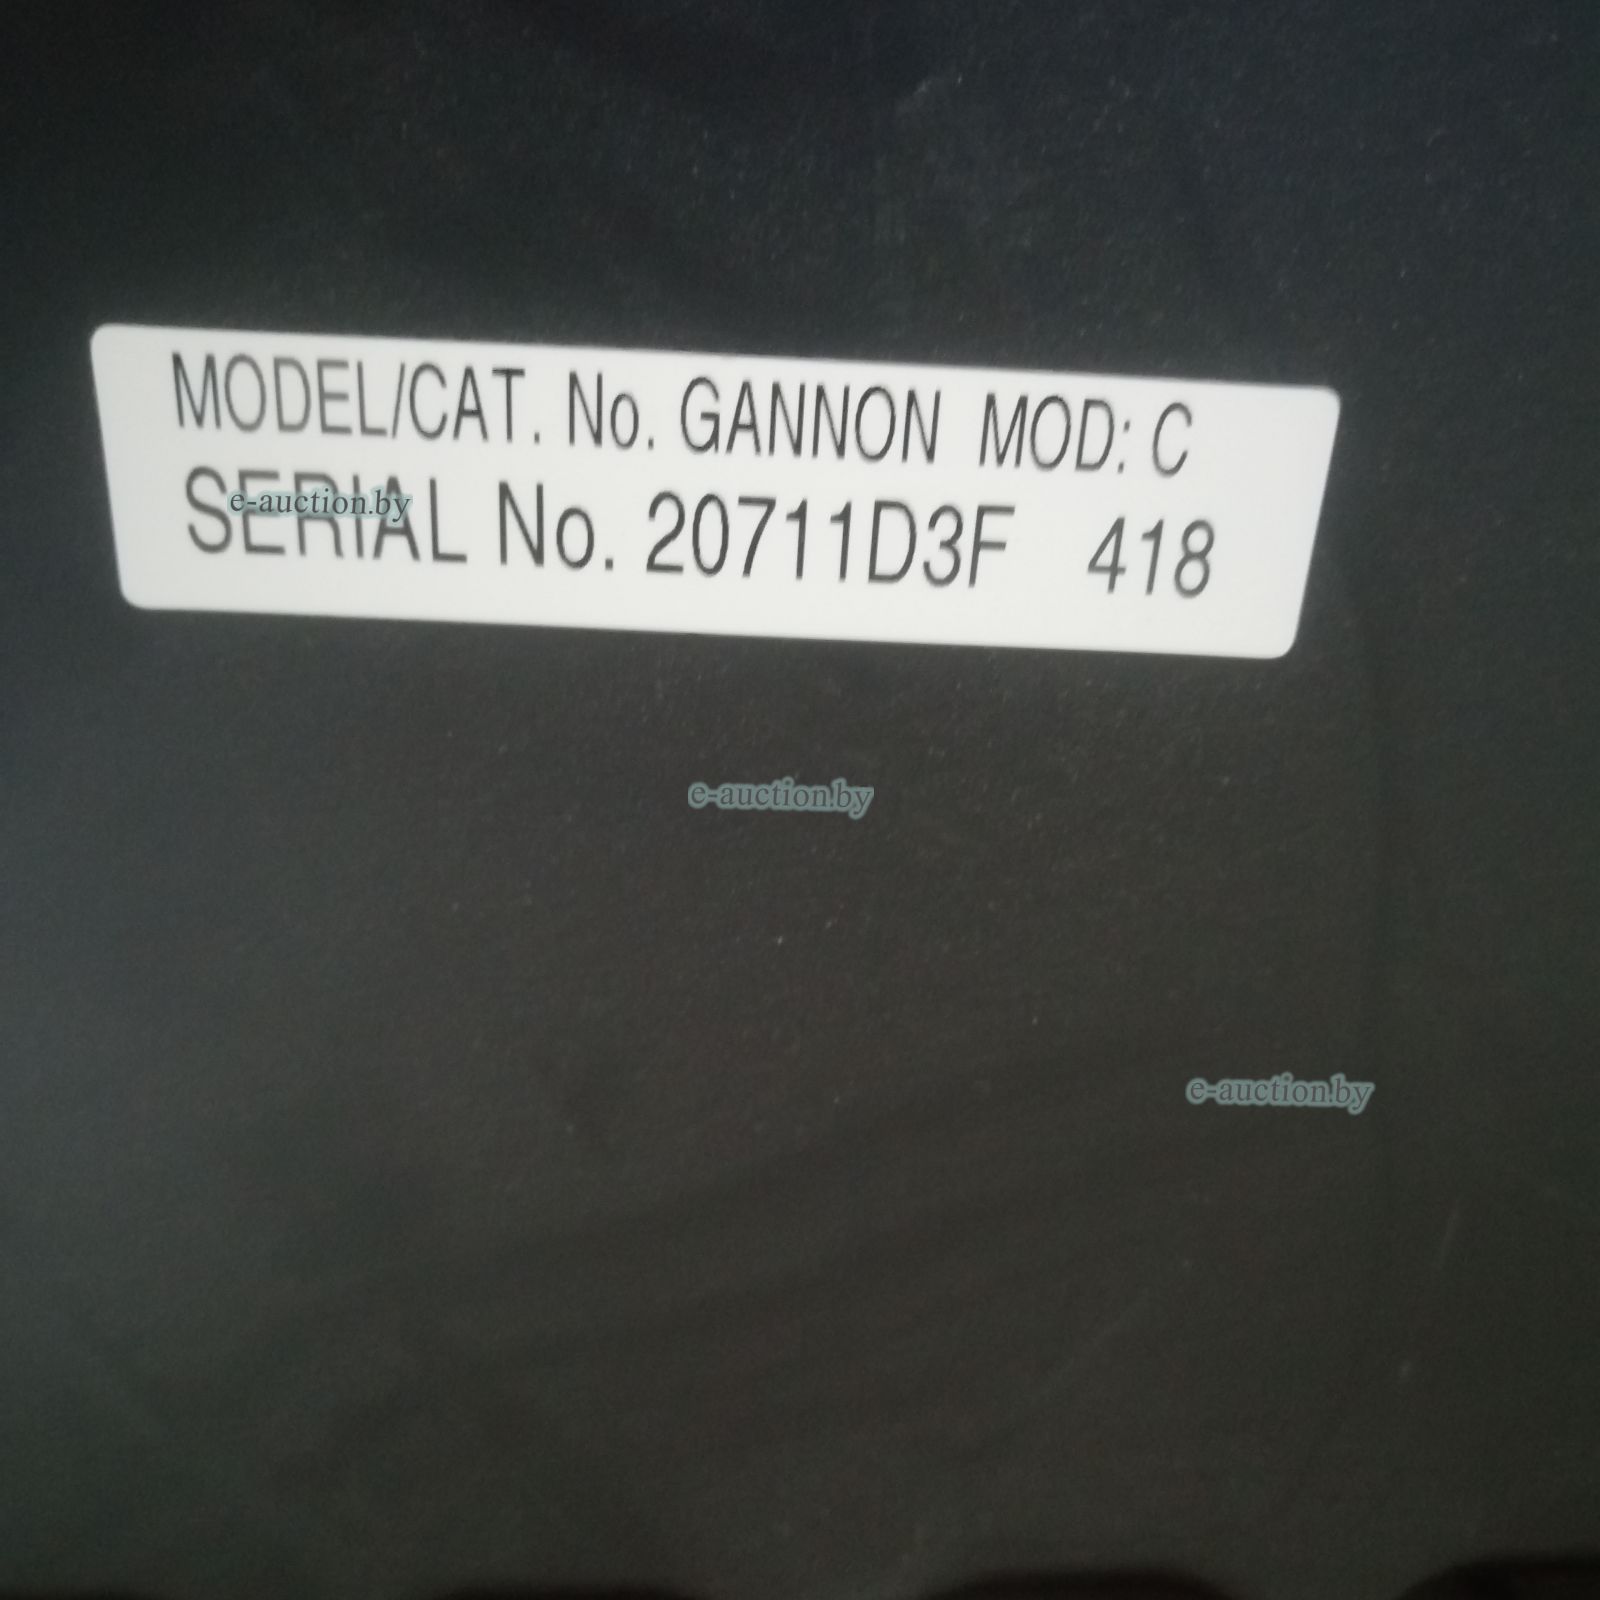 MODEL/CAT. No. GANNON MOD: C
SERIAL No. 20711D3F 418
e-auction.by
e-auction.by
e-auction.by